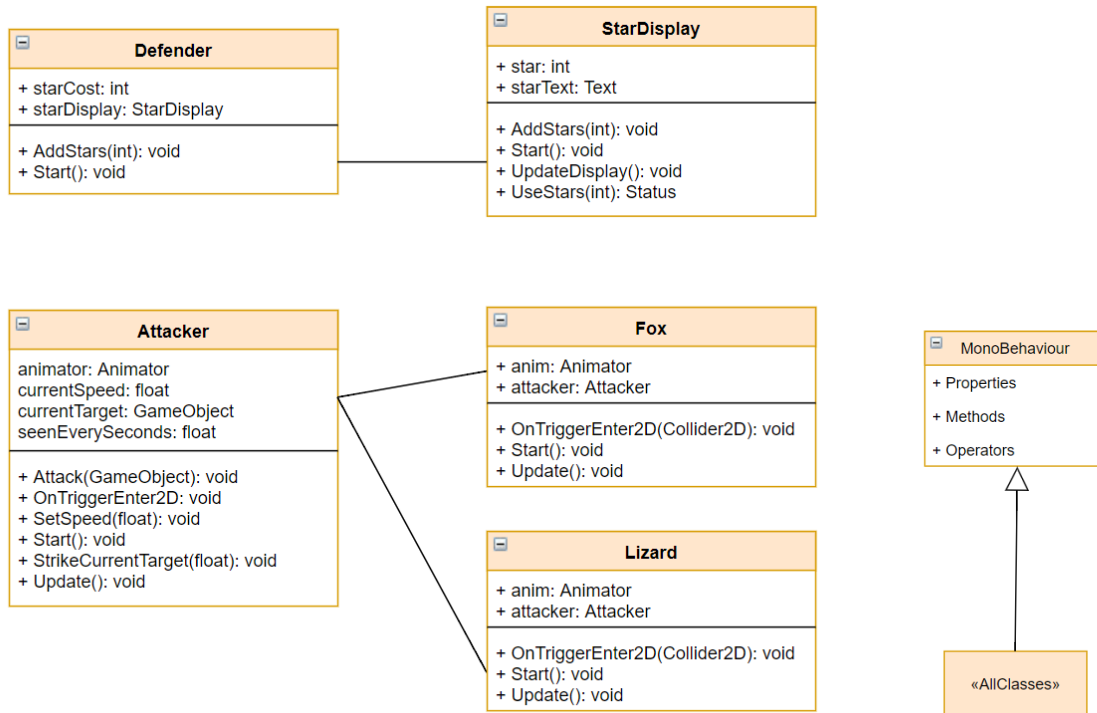 Defender
+ starCost: int
+ starDisplay: StarDisplay
+ AddStars(int): void
+ Start(): void
StarDisplay
+ star: int
+ starText: Text
+ AddStars(int): void
+ Start(): void
+ UpdateDisplay(): void
+ UseStars(int): Status
Attacker
animator: Animator
currentSpeed: float
currentTarget: GameObject
seenEverySeconds: float
+ Attack(GameObject): void
+ OnTriggerEnter2D: void
+ SetSpeed(float): void
+ Start(): void
+ StrikeCurrentTarget(float): void
+ Update(): void
Fox
+ anim: Animator
+ attacker: Attacker
+ OnTriggerEnter2D(Collider2D): void
+ Start(): void
+ Update(): void
Lizard
+ anim: Animator
+ attacker: Attacker
+ OnTriggerEnter2D(Collider2D): void
+ Start(): void
+ Update(): void
MonoBehaviour
+ Properties
+ Methods
+ Operators
«AllClasses»